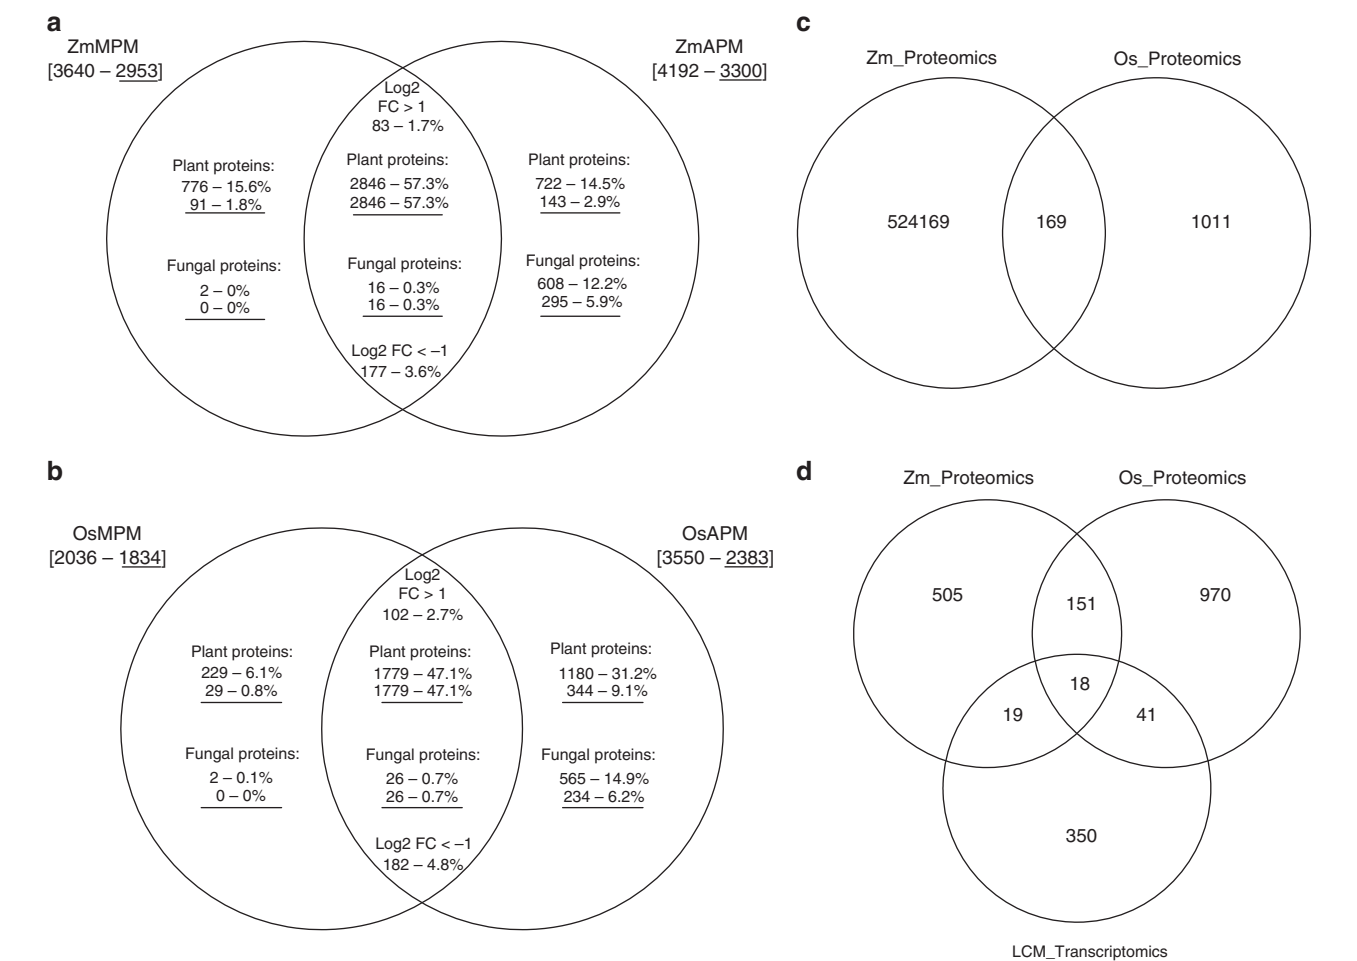 a
ZmMPM
[3640 – 2953]
ZmAPM
[4192 – 3300]
Log2
FC > 1
83 – 1.7%
Plant proteins:
776 – 15.6%
91 – 1.8%
Plant proteins:
2846 – 57.3%
2846 – 57.3%
Plant proteins:
722 – 14.5%
143 – 2.9%
Fungal proteins:
2 – 0%
0 – 0%
Fungal proteins:
16 – 0.3%
16 – 0.3%
Fungal proteins:
608 – 12.2%
295 – 5.9%
Log2 FC < –1
177 – 3.6%
b
OsMPM
[2036 – 1834]
OsAPM
[3550 – 2383]
Log2
FC > 1
102 – 2.7%
Plant proteins:
229 – 6.1%
29 – 0.8%
Plant proteins:
1779 – 47.1%
1779 – 47.1%
Plant proteins:
1180 – 31.2%
344 – 9.1%
Fungal proteins:
2 – 0.1%
0 – 0%
Fungal proteins:
26 – 0.7%
26 – 0.7%
Fungal proteins:
565 – 14.9%
234 – 6.2%
Log2 FC < –1
182 – 4.8%
c
Zm_Proteomics
Os_Proteomics
524169
169
1011
d
Zm_Proteomics
Os_Proteomics
505
151
970
18
19
41
350
LCM_Transcriptomics